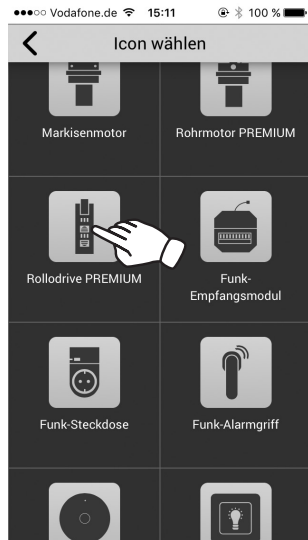 Vodafone.de 15:11 100 %
Icon wählen
Markisenmotor Rohrmotor PREMIUM
Rollodrive PREMIUM Funk-
Empfangsmodul
Funk-Steckdose Funk-Alarmgriff